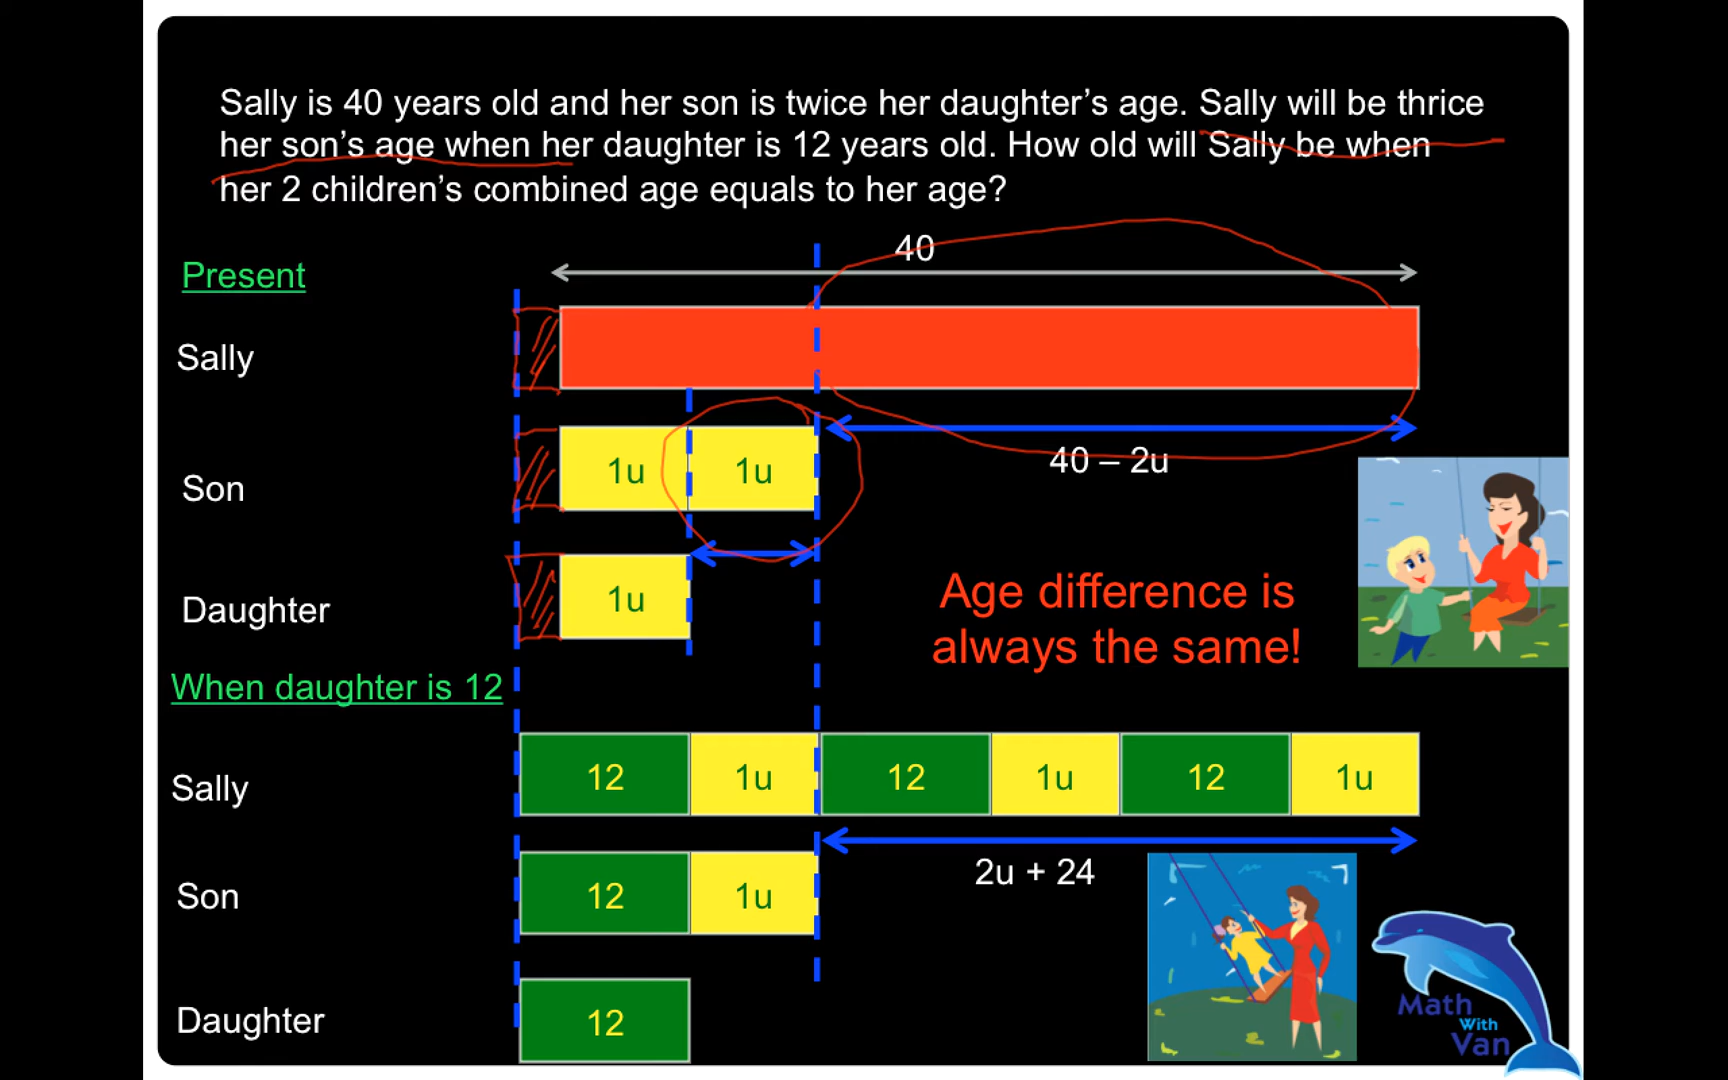 Sally is 40 years old and her son is twice her daughter’s age. Sally will be thrice
her son’s age when her daughter is 12 years old. How old will Sally be when
her 2 children’s combined age equals to her age?
40
Present
Sally
Son
1u 1u
40 – 2u
Daughter
1u
Age difference is
always the same!
When daughter is 12
Sally
12 1u 12 1u 12 1u
2u + 24
Son
12 1u
Daughter
12
Math
With
Van